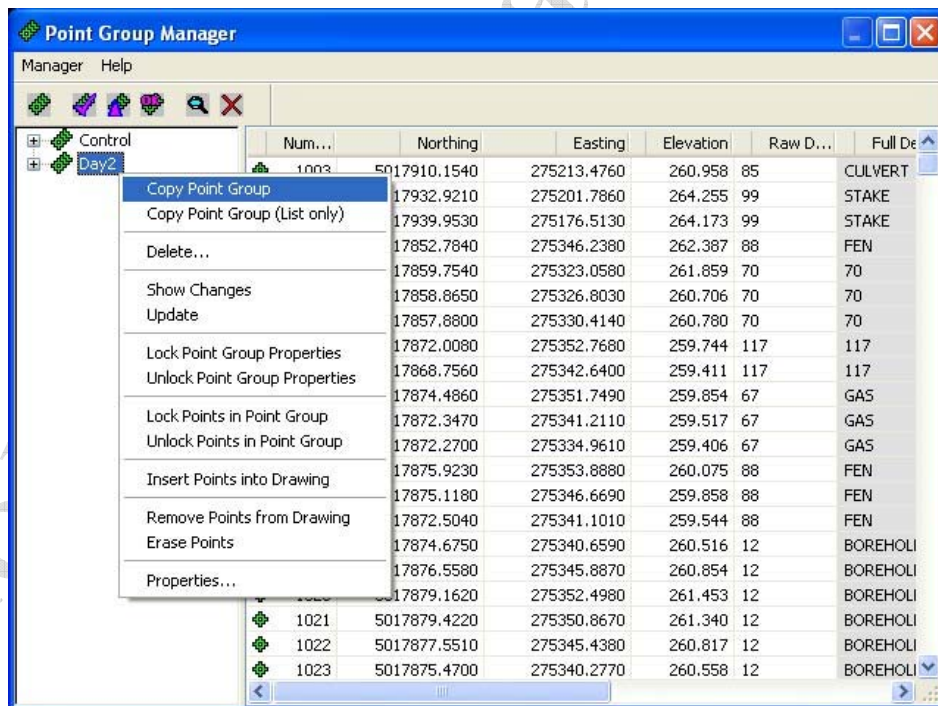 Point Group Manager
Manager Help
Control
Day2
Copy Point Group
Copy Point Group (List only)
Delete...
Show Changes
Update
Lock Point Group Properties
Unlock Point Group Properties
Lock Points in Point Group
Unlock Points in Point Group
Insert Points into Drawing
Remove Points from Drawing
Erase Points
Properties...
Num... Northing Easting Elevation Raw D... Full De
1003 5017910.1540 275213.4760 260.958 85 CULVERT
17932.9210 275201.7860 264.255 99 STAKE
17939.9530 275176.5130 264.173 99 STAKE
17852.7840 275346.2380 262.387 88 FEN
17859.7540 275323.0580 261.859 70 70
17858.8650 275326.8030 260.706 70 70
17857.8800 275330.4140 260.780 70 70
17872.0080 275352.7680 259.744 117 117
17868.7560 275342.6400 259.411 117 117
17874.4860 275351.7490 259.854 67 GAS
17872.3470 275341.2110 259.517 67 GAS
17872.2700 275334.9610 259.406 67 GAS
17875.9230 275353.8880 260.075 88 FEN
17875.1180 275346.6690 259.858 88 FEN
17872.5040 275341.1010 259.544 88 FEN
17874.6750 275340.6590 260.516 12 BOREHOL
17876.5580 275345.8870 260.854 12 BOREHOL
5017879.1620 275352.4980 261.453 12 BOREHOL
1021 5017879.4220 275350.8670 261.340 12 BOREHOL
1022 5017877.5510 275345.4380 260.817 12 BOREHOL
1023 5017875.4700 275340.2770 260.558 12 BOREHOL